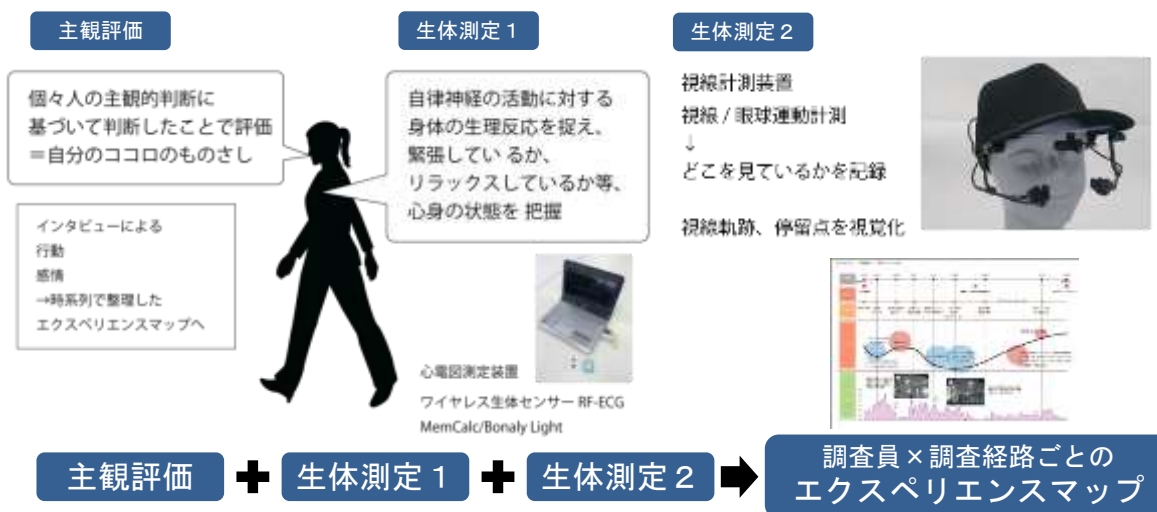 主観評価
個々人の主観的判断に
基づいて判断したことで評価
＝自分のココロのものさし
インタビューによる
行動
感情
→時系列で整理した
エクスペリエンスマップへ
生体測定１
自律神経の活動に対する
身体の生理反応を捉え、
緊張してい るか、
リラックスしているか等、
心身の状態を 把握
心電図測定装置
ワイヤレス生体センサー RF-ECG
MemCalc/Bonaly Light
生体測定２
視線計測装置
視線 / 眼球運動計測
↓
どこを見ているかを記録
視線軌跡、停留点を視覚化
主観評価 ＋ 生体測定１ ＋ 生体測定２ ➡ 調査員×調査経路ごとの
エクスペリエンスマップ